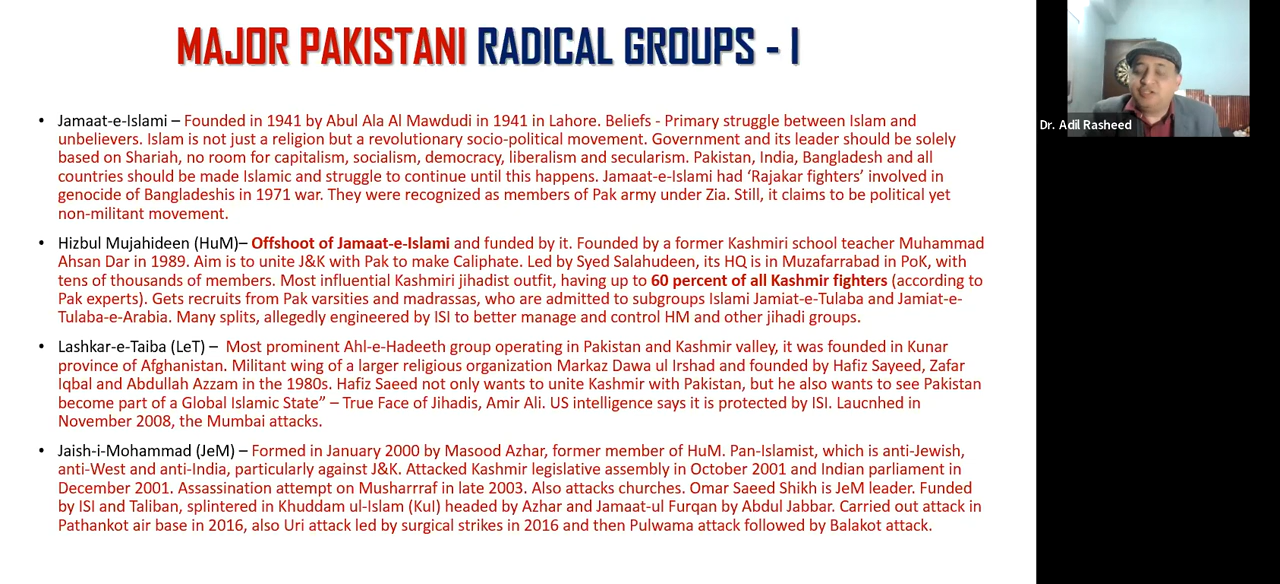 MAJOR PAKISTANI RADICAL GROUPS - I
Dr. Adil Rasheed
• Jamaat-e-Islami – Founded in 1941 by Abul Ala Al Mawdudi in 1941 in Lahore. Beliefs - Primary struggle between Islam and
unbelievers. Islam is not just a religion but a revolutionary socio-political movement. Government and its leader should be solely
based on Shariah, no room for capitalism, socialism, democracy, liberalism and secularism. Pakistan, India, Bangladesh and all
countries should be made Islamic and struggle to continue until this happens. Jamaat-e-Islami had ‘Rajakar fighters’ involved in
genocide of Bangladeshis in 1971 war. They were recognized as members of Pak army under Zia. Still, it claims to be political yet
non-militant movement.
• Hizbul Mujahideen (HuM)– Offshoot of Jamaat-e-Islami and funded by it. Founded by a former Kashmiri school teacher Muhammad
Ahsan Dar in 1989. Aim is to unite J&K with Pak to make Caliphate. Led by Syed Salahudeen, its HQ is in Muzafarrabad in PoK, with
tens of thousands of members. Most influential Kashmiri jihadist outfit, having up to 60 percent of all Kashmir fighters (according to
Pak experts). Gets recruits from Pak varsities and madrassas, who are admitted to subgroups Islami Jamiat-e-Tulaba and Jamiat-e-
Tulaba-e-Arabia. Many splits, allegedly engineered by ISI to better manage and control HM and other jihadi groups.
• Lashkar-e-Taiba (LeT) – Most prominent Ahl-e-Hadeeth group operating in Pakistan and Kashmir valley, it was founded in Kunar
province of Afghanistan. Militant wing of a larger religious organization Markaz Dawa ul Irshad and founded by Hafiz Sayeed, Zafar
Iqbal and Abdullah Azzam in the 1980s. Hafiz Saeed not only wants to unite Kashmir with Pakistan, but he also wants to see Pakistan
become part of a Global Islamic State” – True Face of Jihadis, Amir Ali. US intelligence says it is protected by ISI. Laucnhed in
November 2008, the Mumbai attacks.
• Jaish-i-Mohammad (JeM) – Formed in January 2000 by Masood Azhar, former member of HuM. Pan-Islamist, which is anti-Jewish,
anti-West and anti-India, particularly against J&K. Attacked Kashmir legislative assembly in October 2001 and Indian parliament in
December 2001. Assassination attempt on Musharrraf in late 2003. Also attacks churches. Omar Saeed Shikh is JeM leader. Funded
by ISI and Taliban, splintered in Khuddam ul-Islam (KuI) headed by Azhar and Jamaat-ul Furqan by Abdul Jabbar. Carried out attack in
Pathankot air base in 2016, also Uri attack led by surgical strikes in 2016 and then Pulwama attack followed by Balakot attack.